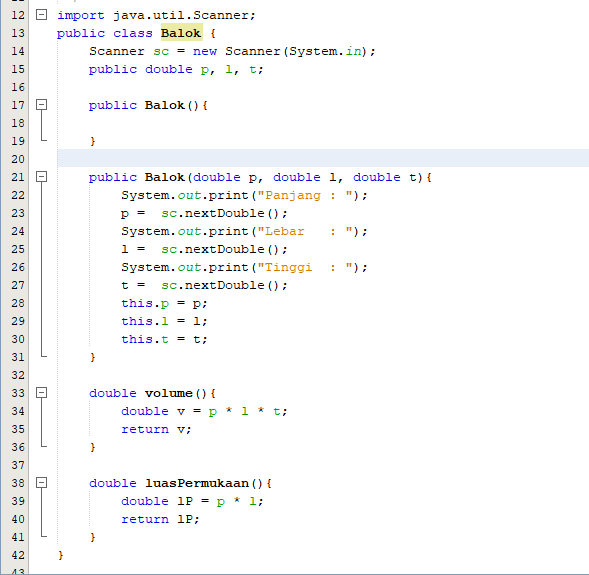 12 import java.util.Scanner;
13 public class Balok {
14     Scanner sc = new Scanner(System.in);
15     public double p, l, t;
16
17     public Balok(){
18
19     }
20
21     public Balok(double p, double l, double t){
22         System.out.print("Panjang : ");
23         p =  sc.nextDouble();
24         System.out.print("Lebar   : ");
25         l =  sc.nextDouble();
26         System.out.print("Tinggi  : ");
27         t =  sc.nextDouble();
28         this.p = p;
29         this.l = l;
30         this.t = t;
31     }
32
33     double volume(){
34         double v = p * l * t;
35         return v;
36     }
37
38     double luasPermukaan(){
39         double lP = p * l;
40         return lP;
41     }
42 }
43